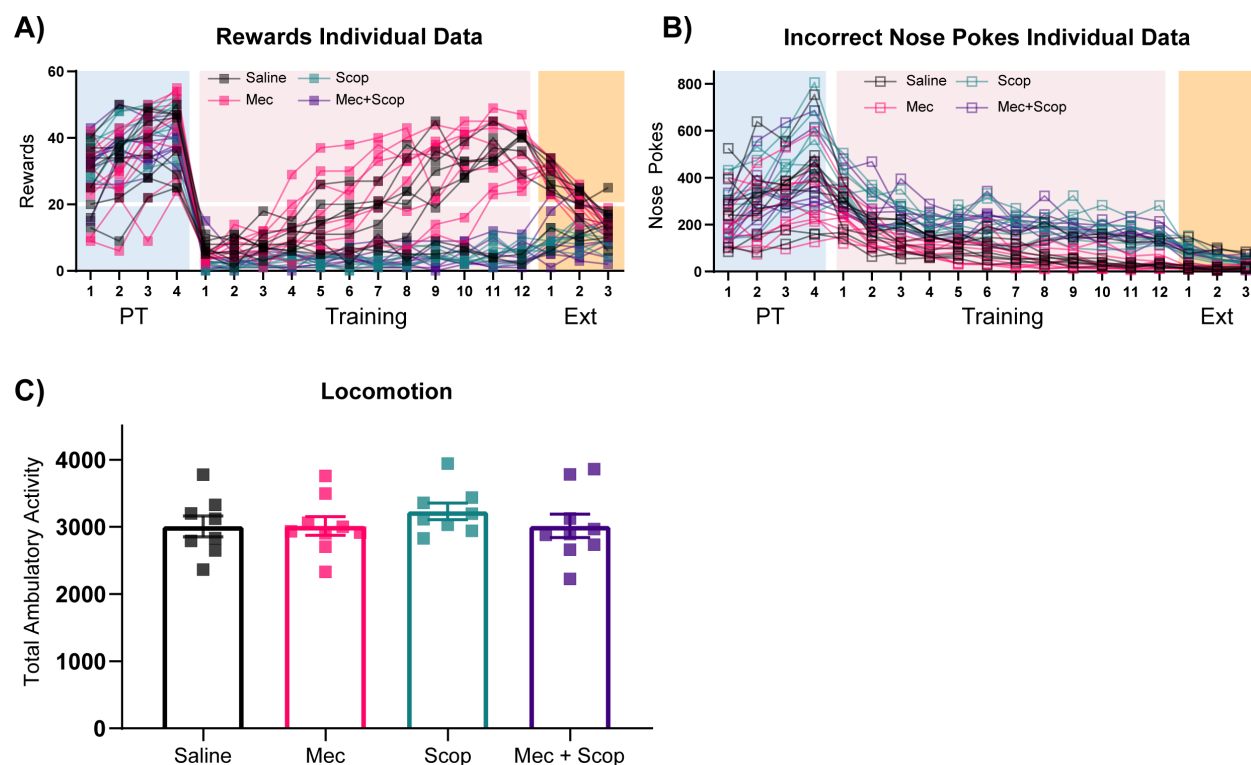 A)
Rewards Individual Data
Saline
Scop
Mec
Mec+Scop
Rewards
60
40
20
0
1 2 3 4 1 2 3 4 5 6 7 8 9 10 11 12 1 2 3
PT Training Ext
B)
Incorrect Nose Pokes Individual Data
Saline
Scop
Mec
Mec+Scop
Nose Pokes
800
600
400
200
0
1 2 3 4 1 2 3 4 5 6 7 8 9 10 11 12 1 2 3
PT Training Ext
C)
Locomotion
Total Ambulatory Activity
4000
3000
2000
1000
0
Saline Mec Scop Mec + Scop